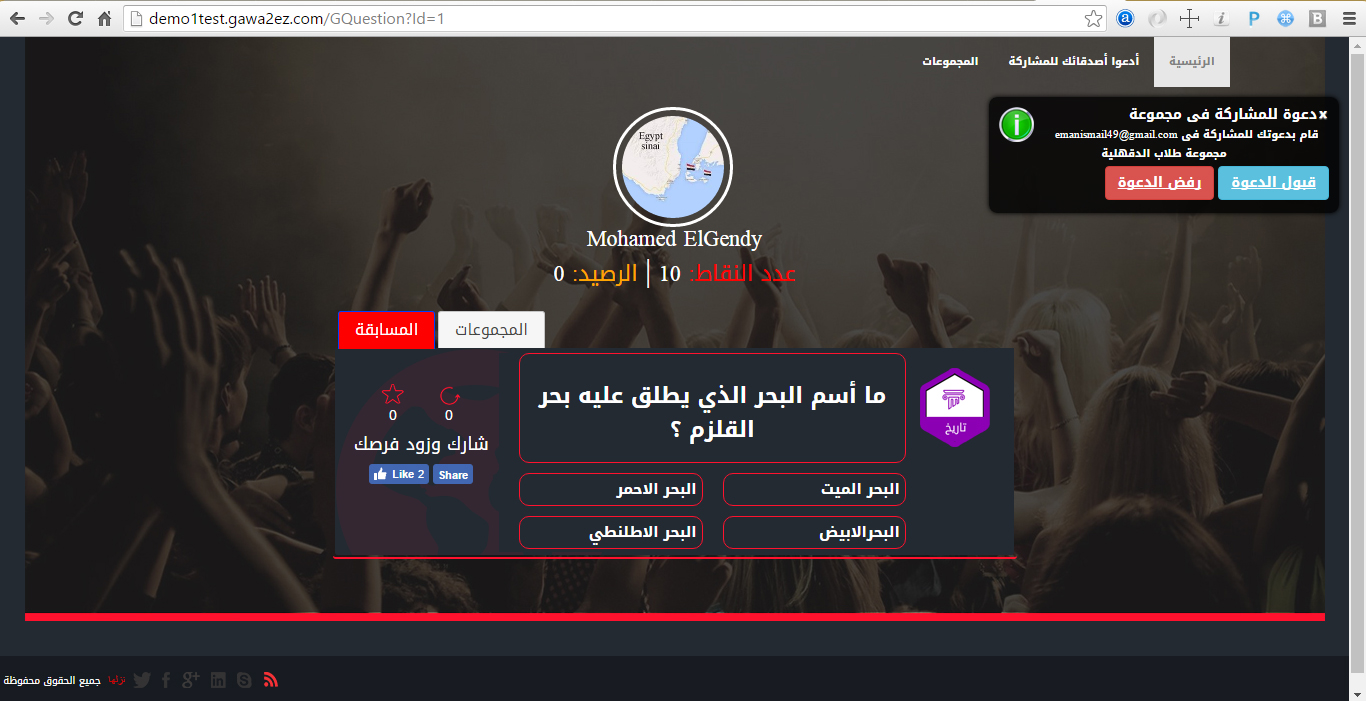 demo1test.gawa2ez.com/GQuestion?Id=1
الرئيسية
أدعوا أصدقائك للمشاركة
المجموعات
x
دعوة للمشاركة فى مجموعة
قام بدعوتك للمشاركة فى emanismail49@gmail.com
مجموعة طلاب الدقهلية
قبول الدعوة
رفض الدعوة
Egypt
sinai
Mohamed ElGendy
عدد النقاط: 10 | الرصيد: 0
المجموعات
المسابقة
تاريخ
ما أسم البحر الذي يطلق عليه بحر
القلزم ؟
البحر الميت
البحر الاحمر
البحرالابيض
البحر الاطلنطي
0
0
شارك وزود فرصك
Like 2
Share
جميع الحقوق محفوظة